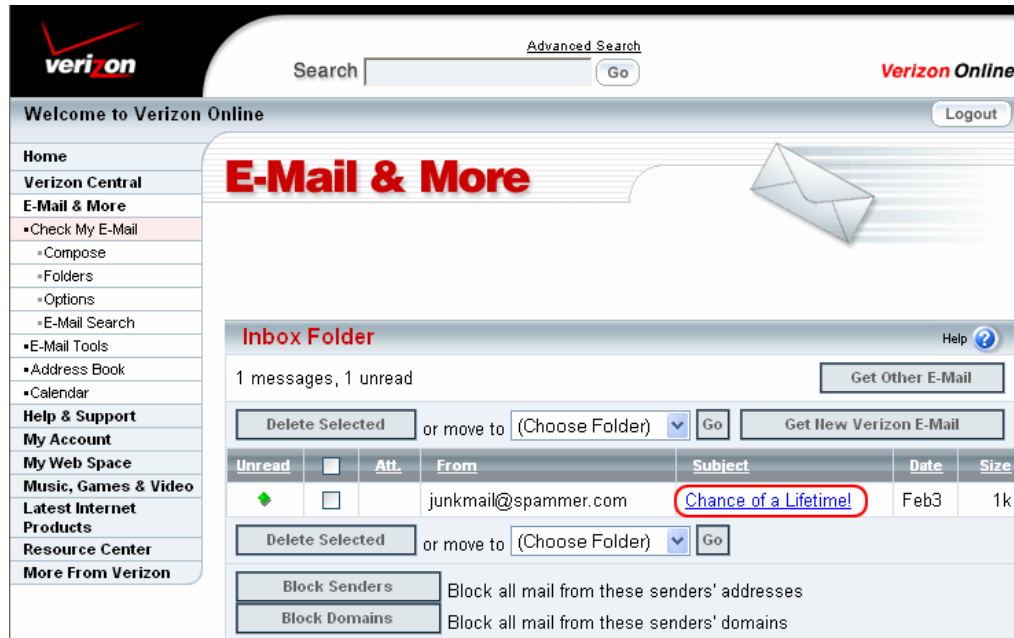 verizon
Advanced Search
Search Go
Verizon Online
Welcome to Verizon Online Logout
Home
Verizon Central
E-Mail & More
Check My E-Mail
Compose
Folders
Options
E-Mail Search
E-Mail Tools
Address Book
Calendar
Help & Support
My Account
My Web Space
Music, Games & Video
Latest Internet
Products
Resource Center
More From Verizon
E-Mail & More
Inbox Folder Help ?
1 messages, 1 unread Get Other E-Mail
Delete Selected or move to (Choose Folder) Go Get New Verizon E-Mail
Unread Att. From Subject Date Size
junkmail@spammer.com Chance of a Lifetime! Feb3 1k
Delete Selected or move to (Choose Folder) Go
Block Senders Block all mail from these senders' addresses
Block Domains Block all mail from these senders' domains